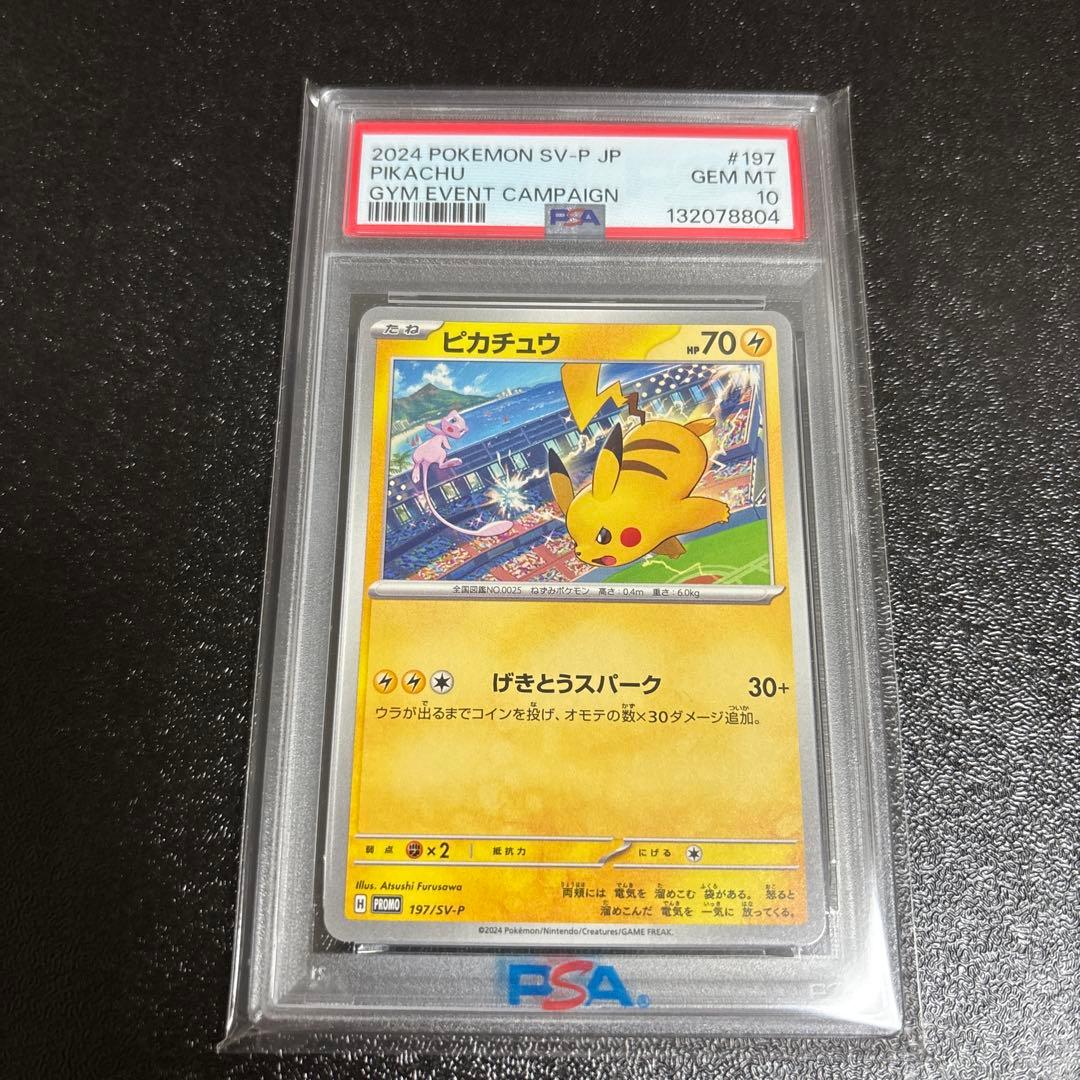 2024 POKEMON SV-P JP #197
PIKACHU GEM MT
GYM EVENT CAMPAIGN 10
PSA 132078804
たね ピカチュウ HP70
全国図鑑NO.0025 ねずみポケモン 高さ:0.4m 重さ:6.0kg
げきとうスパーク 30+
ウラが出るまでコインを投げ、オモテの数×30ダメージ追加。
弱点 ×2 抵抗力 にげる
Illus. Atsushi Furusawa
両頬には 電気を 溜めこむ 袋がある。 怒ると
溜めこんだ 電気を 一気に 放ってくる。
H PROMO 197/SV-P
©2024 Pokémon/Nintendo/Creatures/GAME FREAK.
PSA®